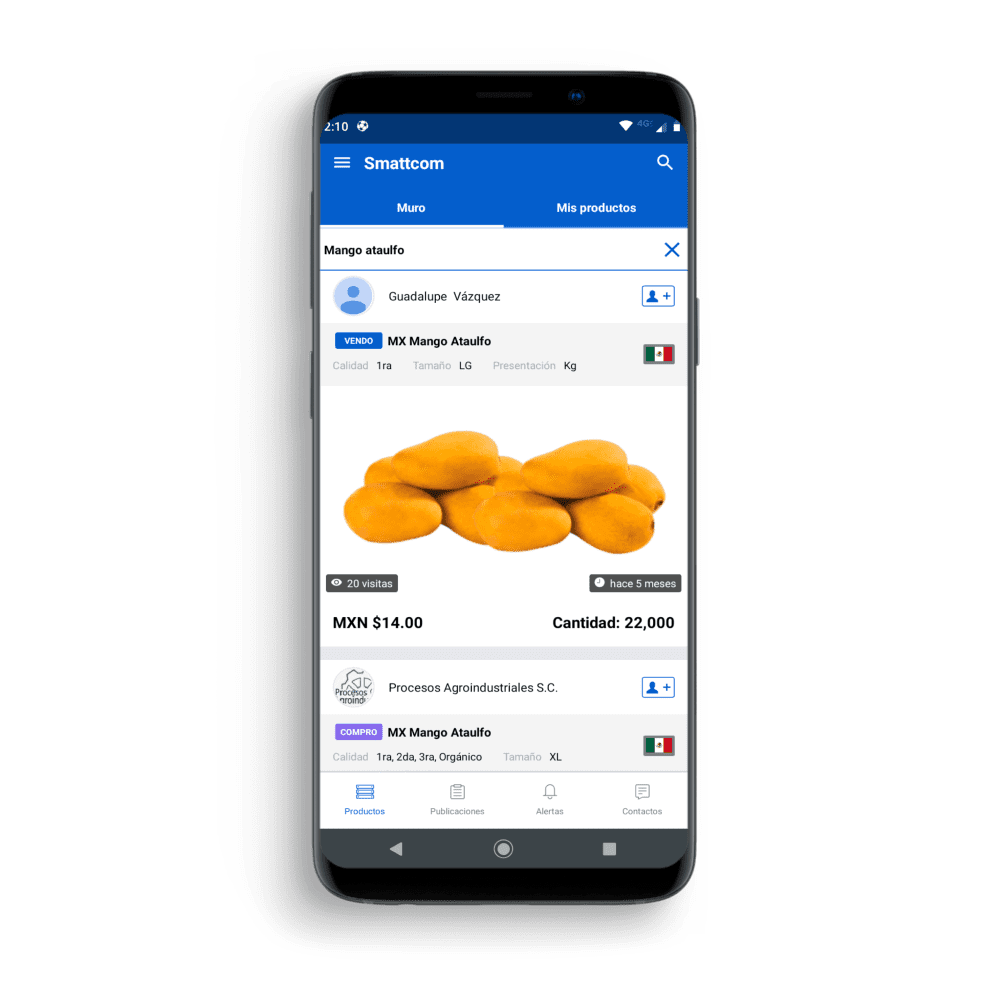 2:10 4G
Smattcom
Muro Mis productos
Mango ataulfo
Guadalupe Vázquez
VENDO MX Mango Ataulfo
Calidad 1ra Tamaño LG Presentación Kg
20 visitas hace 5 meses
MXN $14.00 Cantidad: 22,000
Procesos Agroindustriales S.C.
Procesos
COMPRO MX Mango Ataulfo
Calidad 1ra, 2da, 3ra, Orgánico Tamaño XL
Productos Publicaciones Alertas Contactos